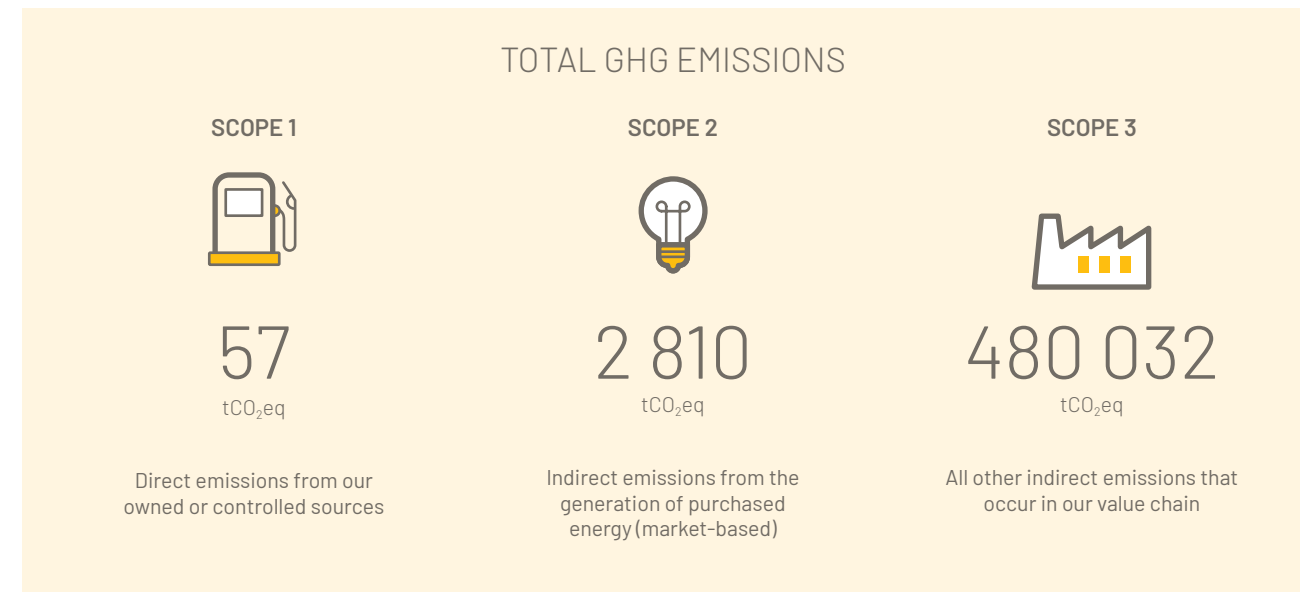 TOTAL GHG EMISSIONS
SCOPE 1
57
tCO₂eq
Direct emissions from our
owned or controlled sources
SCOPE 2
2 810
tCO₂eq
Indirect emissions from the
generation of purchased
energy (market-based)
SCOPE 3
480 032
tCO₂eq
All other indirect emissions that
occur in our value chain